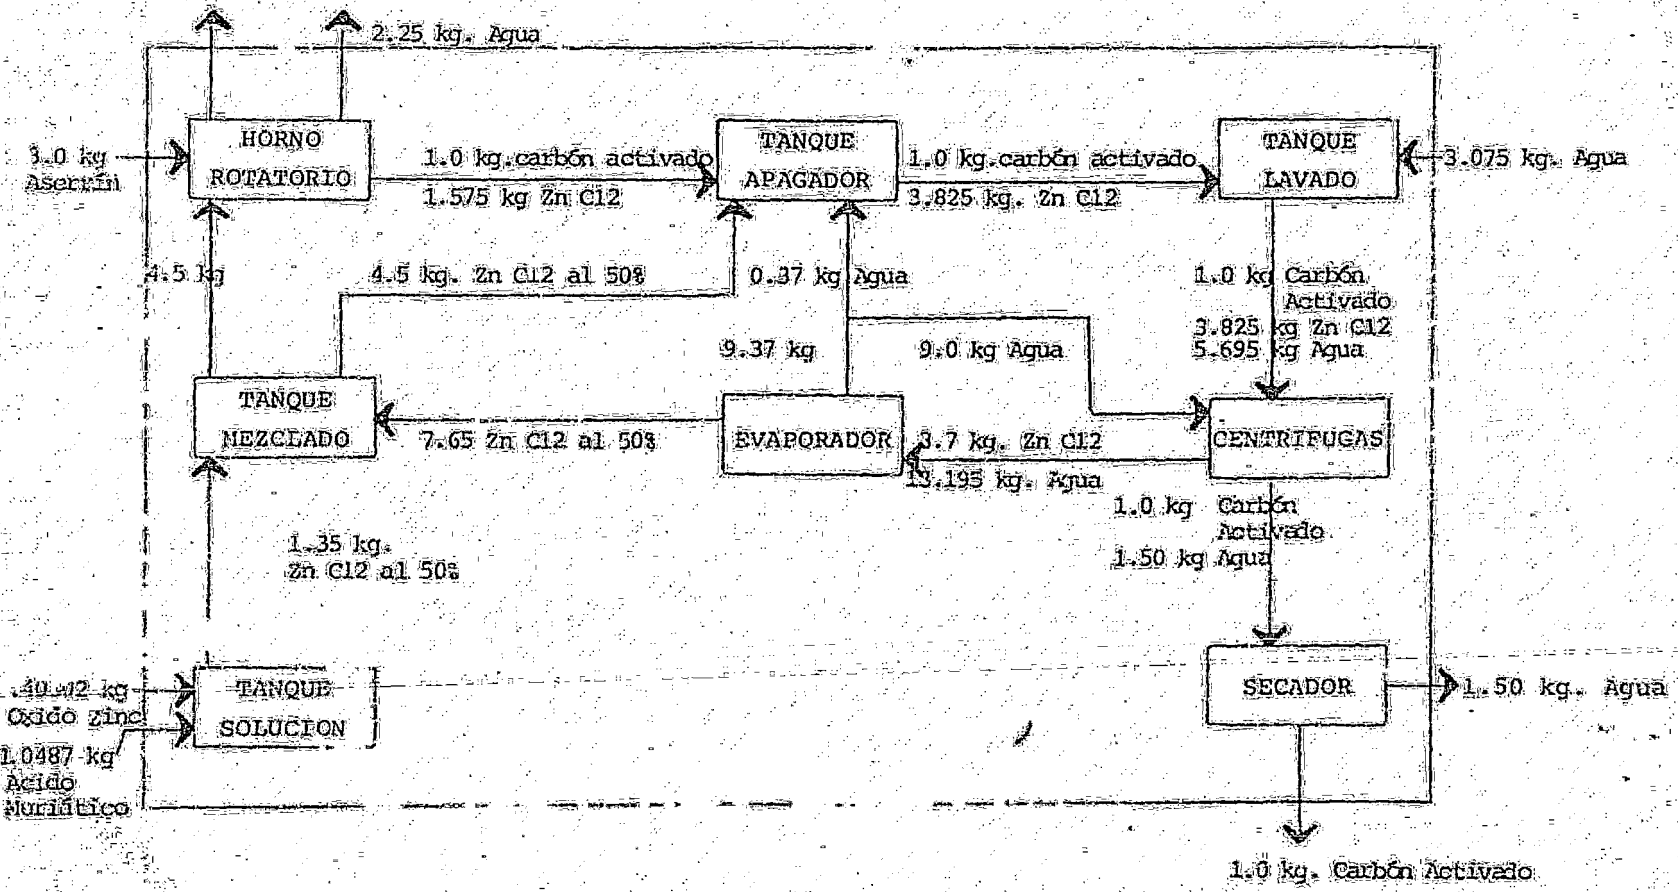 2.25 kg. Agua
3.0 kg
Aserrín
HORNO
ROTATORIO
1.0 kg.carbón activado
1.575 kg Zn Cl2
TANQUE
APAGADOR
1.0 kg.carbón activado
3.825 kg. Zn Cl2
TANQUE
LAVADO
3.075 kg. Agua
4.5 kg
4.5 kg. Zn Cl2 al 50%
0.37 kg Agua
1.0 kg Carbón
Activado
3.825 kg Zn Cl2
5.695 kg Agua
9.37 kg
9.0 kg Agua
TANQUE
MEZCLADO
7.65 Zn Cl2 al 50%
EVAPORADOR
3.7 kg. Zn Cl2
13.195 kg. Agua
CENTRIFUGAS
1.0 kg Carbón
Activado
1.50 kg Agua
1.35 kg.
Zn Cl2 al 50%
kg
Oxido Zinc
1.0487 kg
Acido
Muriático
TANQUE
SOLUCION
SECADOR
1.50 kg. Agua
1.0 kg. Carbón Activado